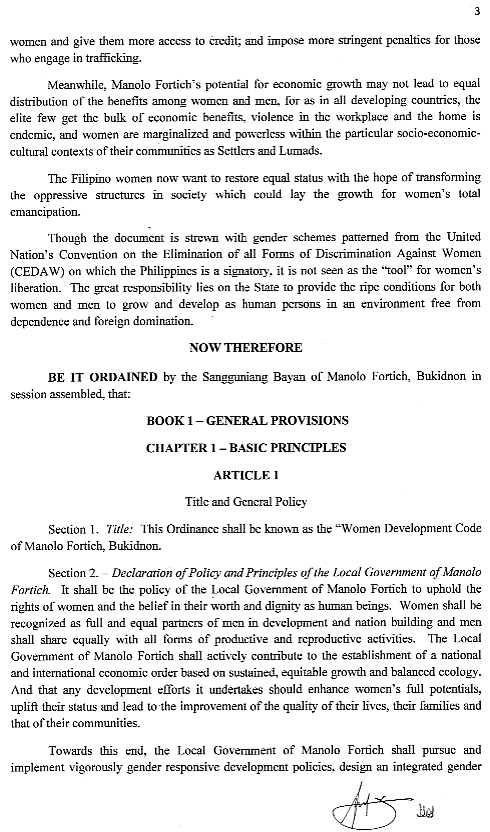 3
women and give them more access to credit; and impose more stringent penalties for those
who engage in trafficking.
Meanwhile, Manolo Fortich's potential for economic growth may not lead to equal
distribution of the benefits among women and men, for as in all developing countries, the
elite few get the bulk of economic benefits, violence in the workplace and the home is
endemic, and women are marginalized and powerless within the particular socio-economic-
cultural contexts of their communities as Settlers and Lumads.
The Filipino women now want to restore equal status with the hope of transforming
the oppressive structures in society which could lay the growth for women's total
emancipation.
Though the document is strewn with gender schemes patterned from the United
Nation's Convention on the Elimination of all Forms of Discrimination Against Women
(CEDAW) on which the Philippines is a signatory, it is not seen as the "tool" for women's
liberation. The great responsibility lies on the State to provide the ripe conditions for both
women and men to grow and develop as human persons in an environment free from
dependence and foreign domination.
NOW THEREFORE
BE IT ORDAINED by the Sangguniang Bayan of Manolo Fortich, Bukidnon in
session assembled, that:
BOOK 1 – GENERAL PROVISIONS
CHAPTER 1 – BASIC PRINCIPLES
ARTICLE 1
Title and General Policy
Section 1. Title: This Ordinance shall be known as the "Women Development Code
of Manolo Fortich, Bukidnon.
Section 2. – Declaration of Policy and Principles of the Local Government of Manolo
Fortich. It shall be the policy of the Local Government of Manolo Fortich to uphold the
rights of women and the belief in their worth and dignity as human beings. Women shall be
recognized as full and equal partners of men in development and nation building and men
shall share equally with all forms of productive and reproductive activities. The Local
Government of Manolo Fortich shall actively contribute to the establishment of a national
and international economic order based on sustained, equitable growth and balanced ecology.
And that any development efforts it undertakes should enhance women's full potentials,
uplift their status and lead to the improvement of the quality of their lives, their families and
that of their communities.
Towards this end, the Local Government of Manolo Fortich shall pursue and
implement vigorously gender responsive development policies, design an integrated gender